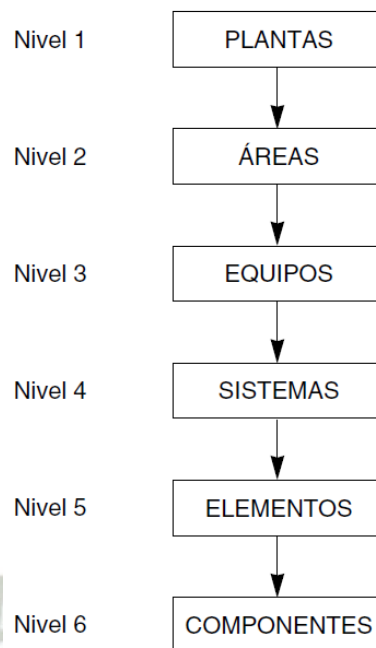 Nivel 1 PLANTAS
Nivel 2 ÁREAS
Nivel 3 EQUIPOS
Nivel 4 SISTEMAS
Nivel 5 ELEMENTOS
Nivel 6 COMPONENTES